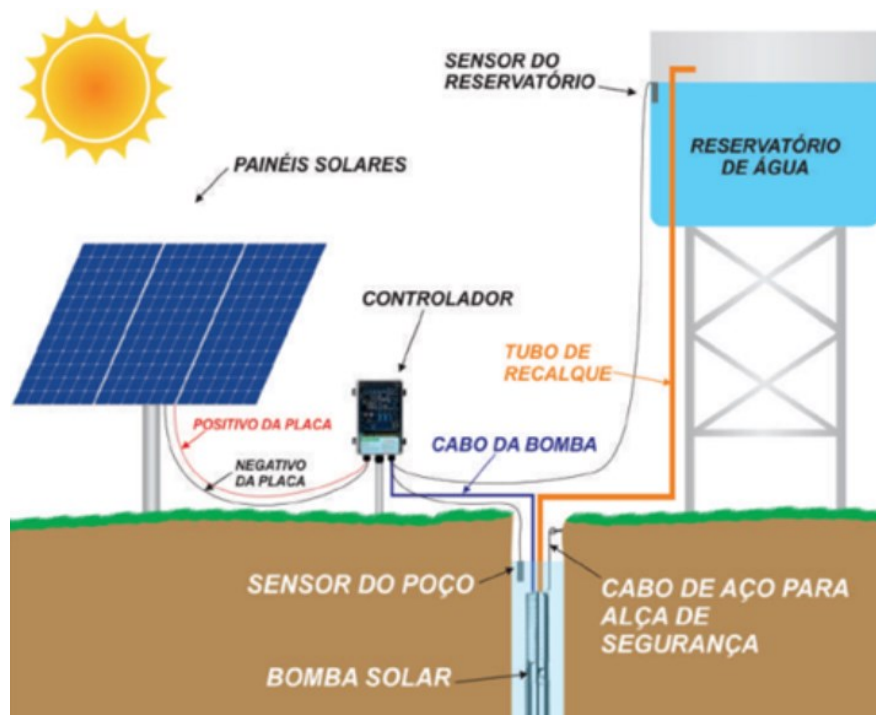 SENSOR DO
RESERVATÓRIO
PAINÉIS SOLARES
RESERVATÓRIO
DE ÁGUA
CONTROLADOR
TUBO DE
RECALQUE
POSITIVO DA PLACA
CABO DA BOMBA
NEGATIVO
DA PLACA
SENSOR DO POÇO
CABO DE AÇO PARA
ALÇA DE
SEGURANÇA
BOMBA SOLAR